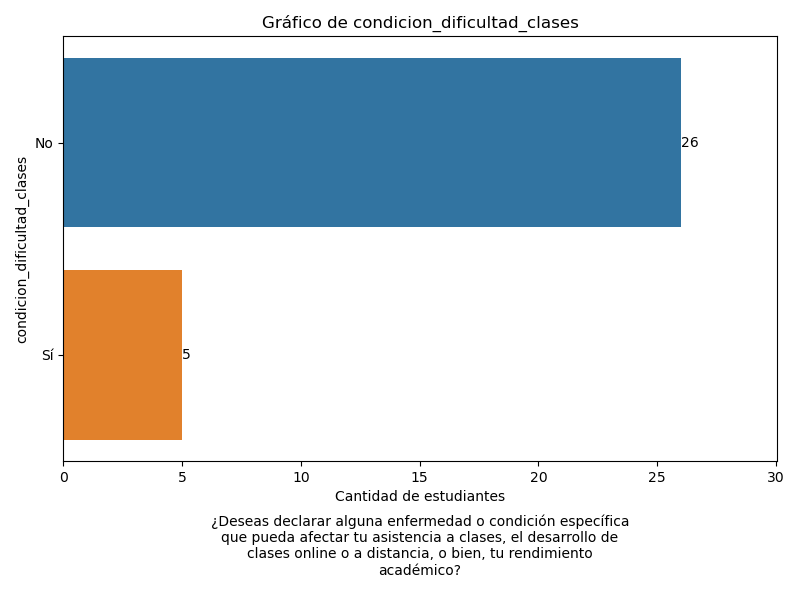 Gráfico de condicion_dificultad_clases
condicion_dificultad_clases
No
26
Sí
5
0 5 10 15 20 25 30
Cantidad de estudiantes
¿Deseas declarar alguna enfermedad o condición específica
que pueda afectar tu asistencia a clases, el desarrollo de
clases online o a distancia, o bien, tu rendimiento
académico?